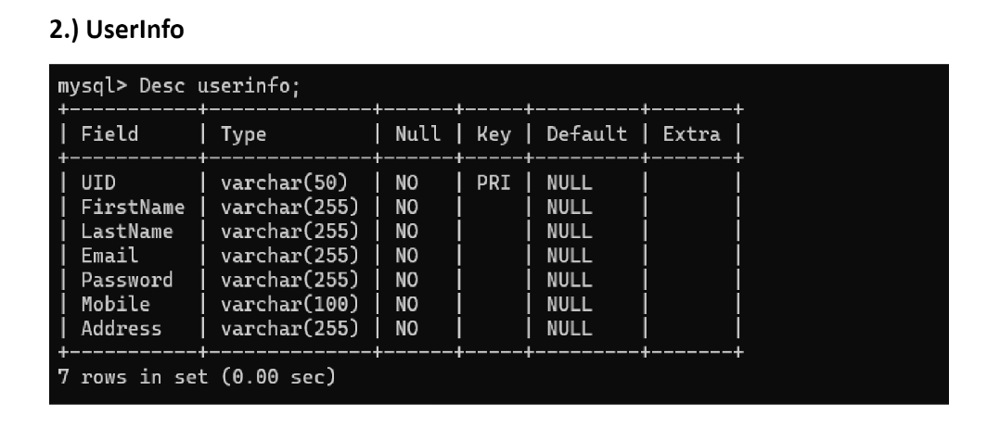 2.) UserInfo
mysql> Desc userinfo;
+-----------+--------------+------+-----+---------+-------+
| Field     | Type         | Null | Key | Default | Extra |
+-----------+--------------+------+-----+---------+-------+
| UID       | varchar(50)  | NO   | PRI | NULL    |       |
| FirstName | varchar(255) | NO   |     | NULL    |       |
| LastName  | varchar(255) | NO   |     | NULL    |       |
| Email     | varchar(255) | NO   |     | NULL    |       |
| Password  | varchar(255) | NO   |     | NULL    |       |
| Mobile    | varchar(100) | NO   |     | NULL    |       |
| Address   | varchar(255) | NO   |     | NULL    |       |
+-----------+--------------+------+-----+---------+-------+
7 rows in set (0.00 sec)